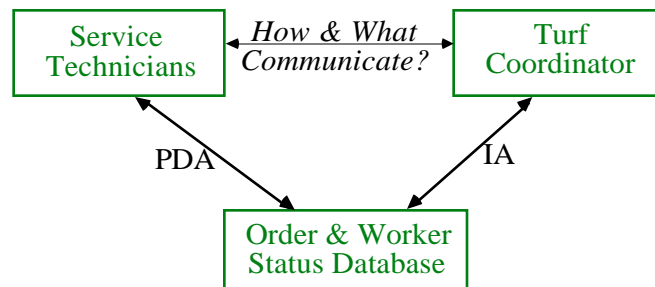 Service
Technicians
How & What
Communicate?
Turf
Coordinator
PDA
IA
Order & Worker
Status Database